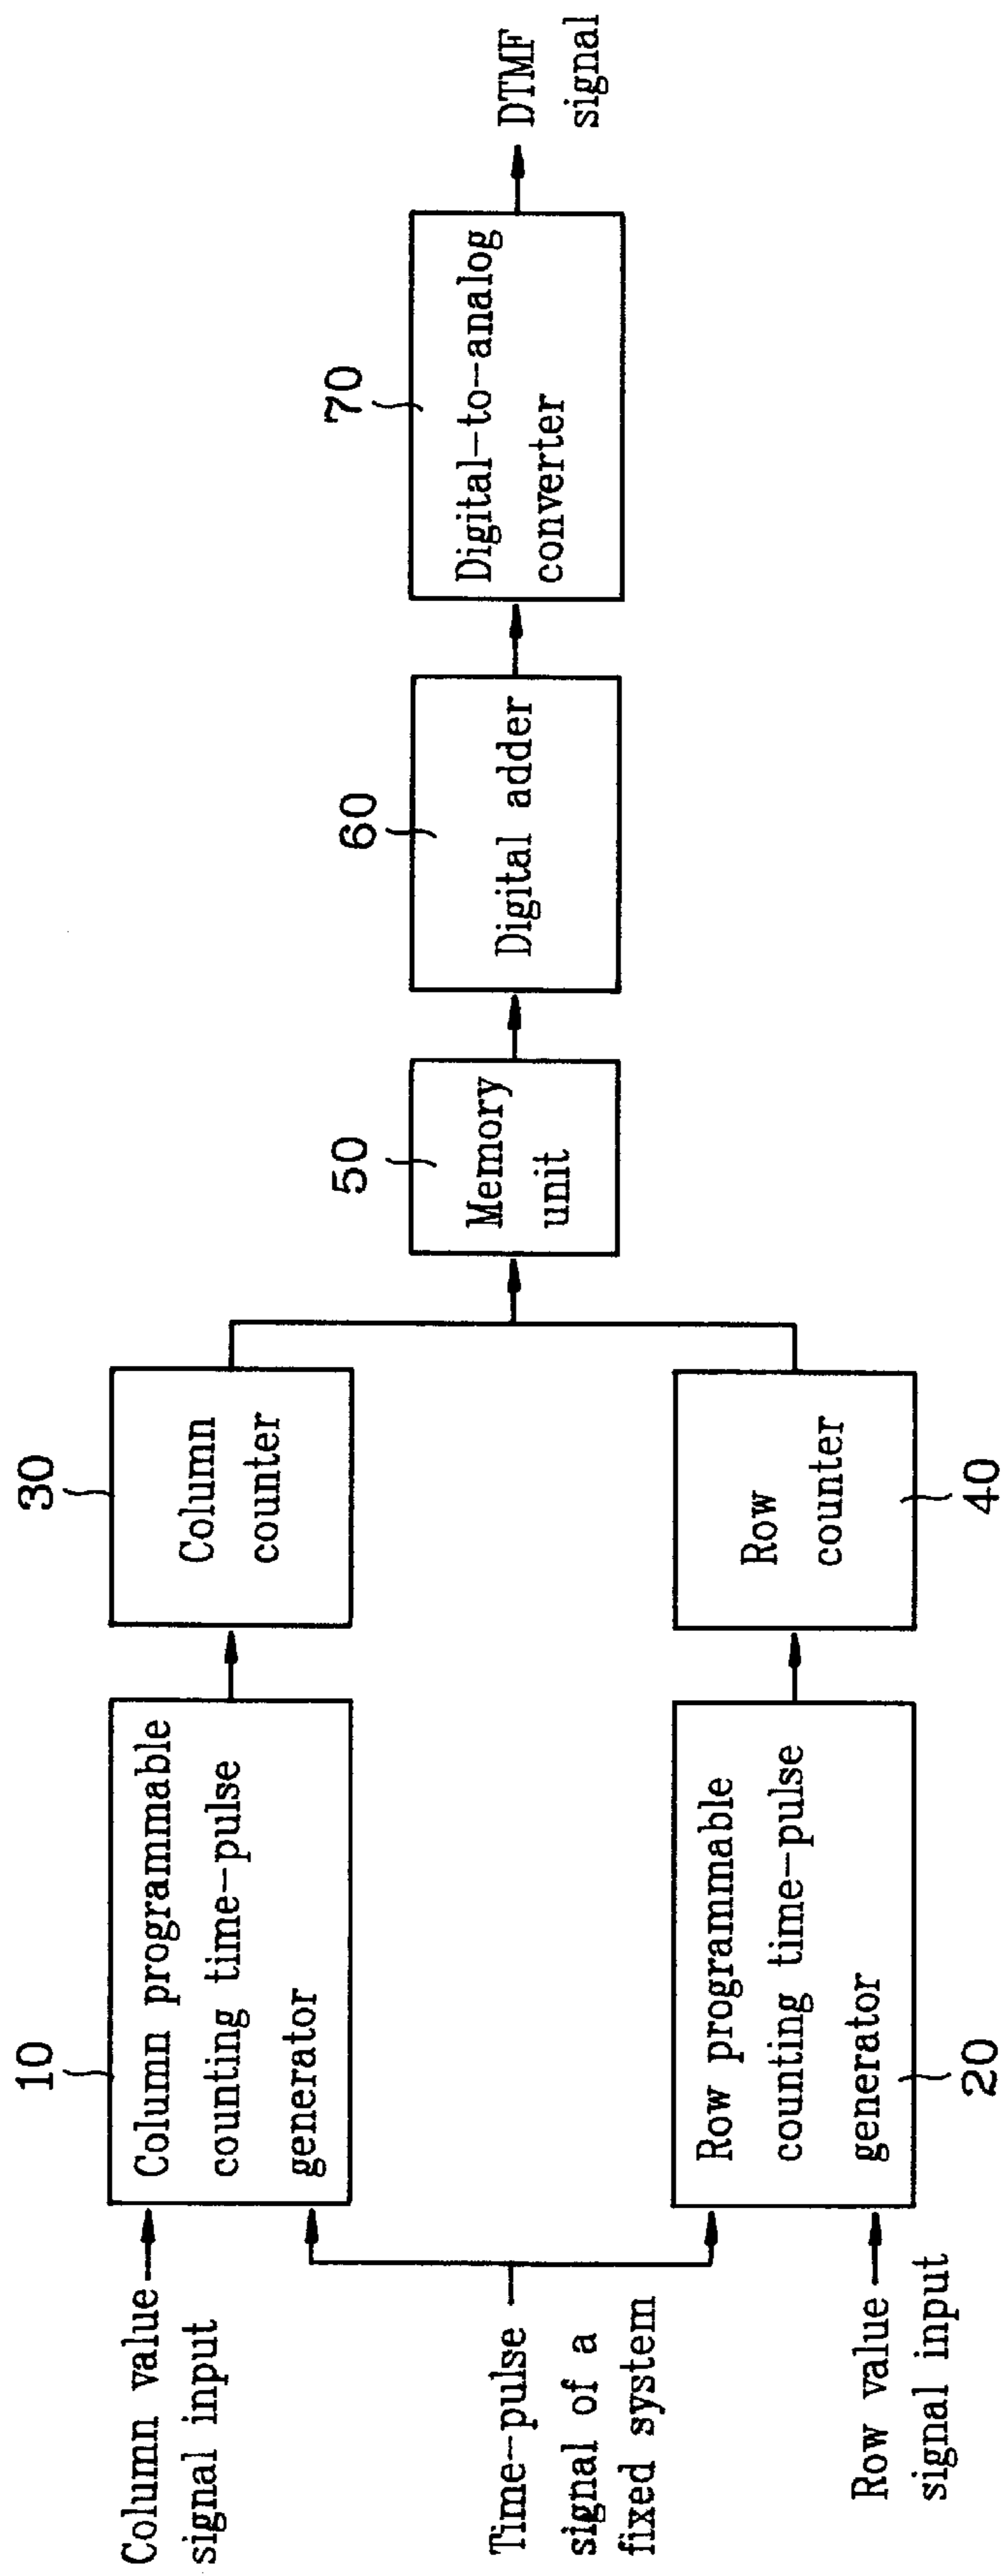 Column value
signal input
10
Column programmable
counting time-pulse
generator
30
Column
counter
Time-pulse
signal of a
fixed system
Row value
signal input
Row programmable
counting time-pulse
generator
20
Row
counter
40
50
Memory
unit
60
Digital adder
70
Digital-to-analog
converter
DTMF
signal